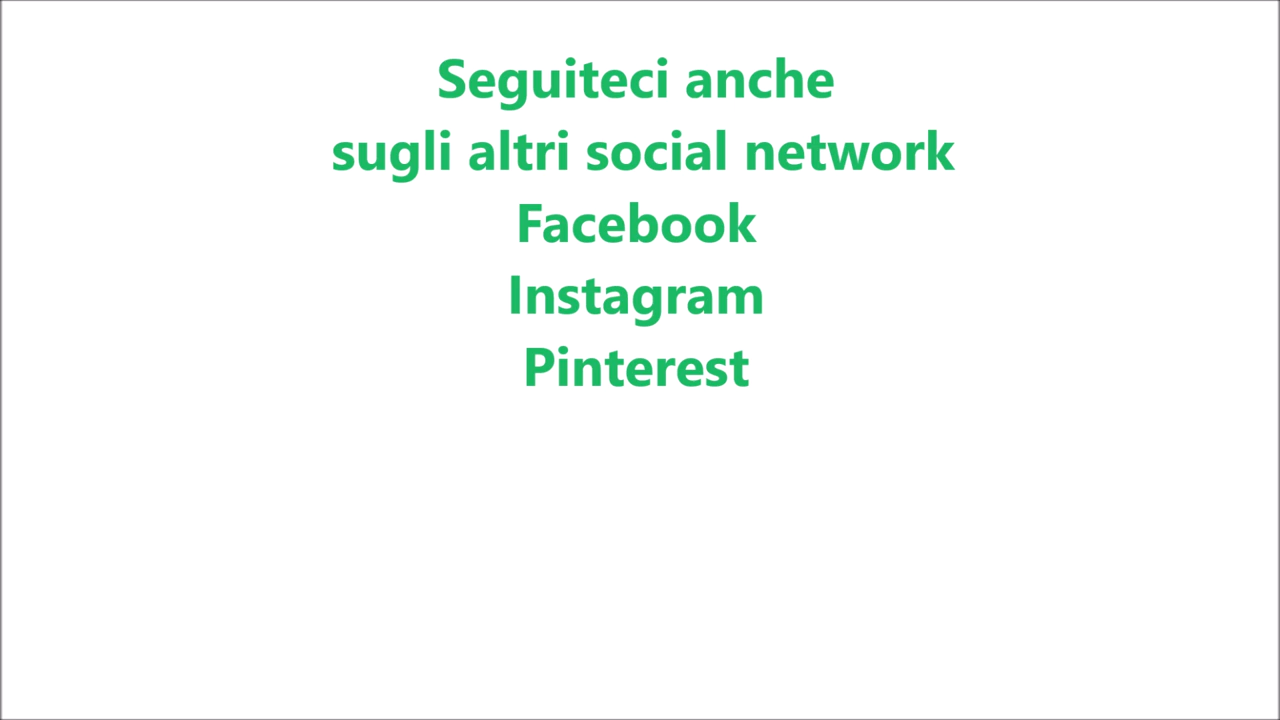 Seguiteci anche
sugli altri social network
Facebook
Instagram
Pinterest